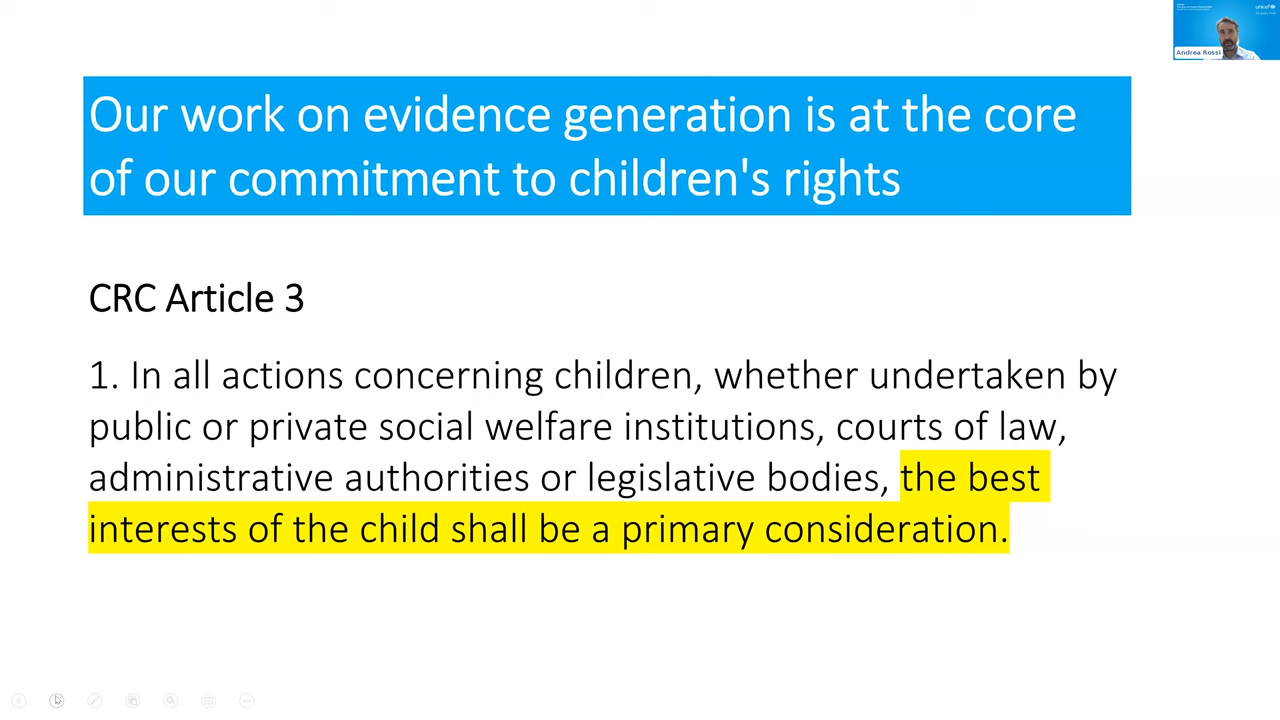 unicef
Andrea Rossi
Our work on evidence generation is at the core
of our commitment to children's rights
CRC Article 3
1. In all actions concerning children, whether undertaken by
public or private social welfare institutions, courts of law,
administrative authorities or legislative bodies, the best
interests of the child shall be a primary consideration.